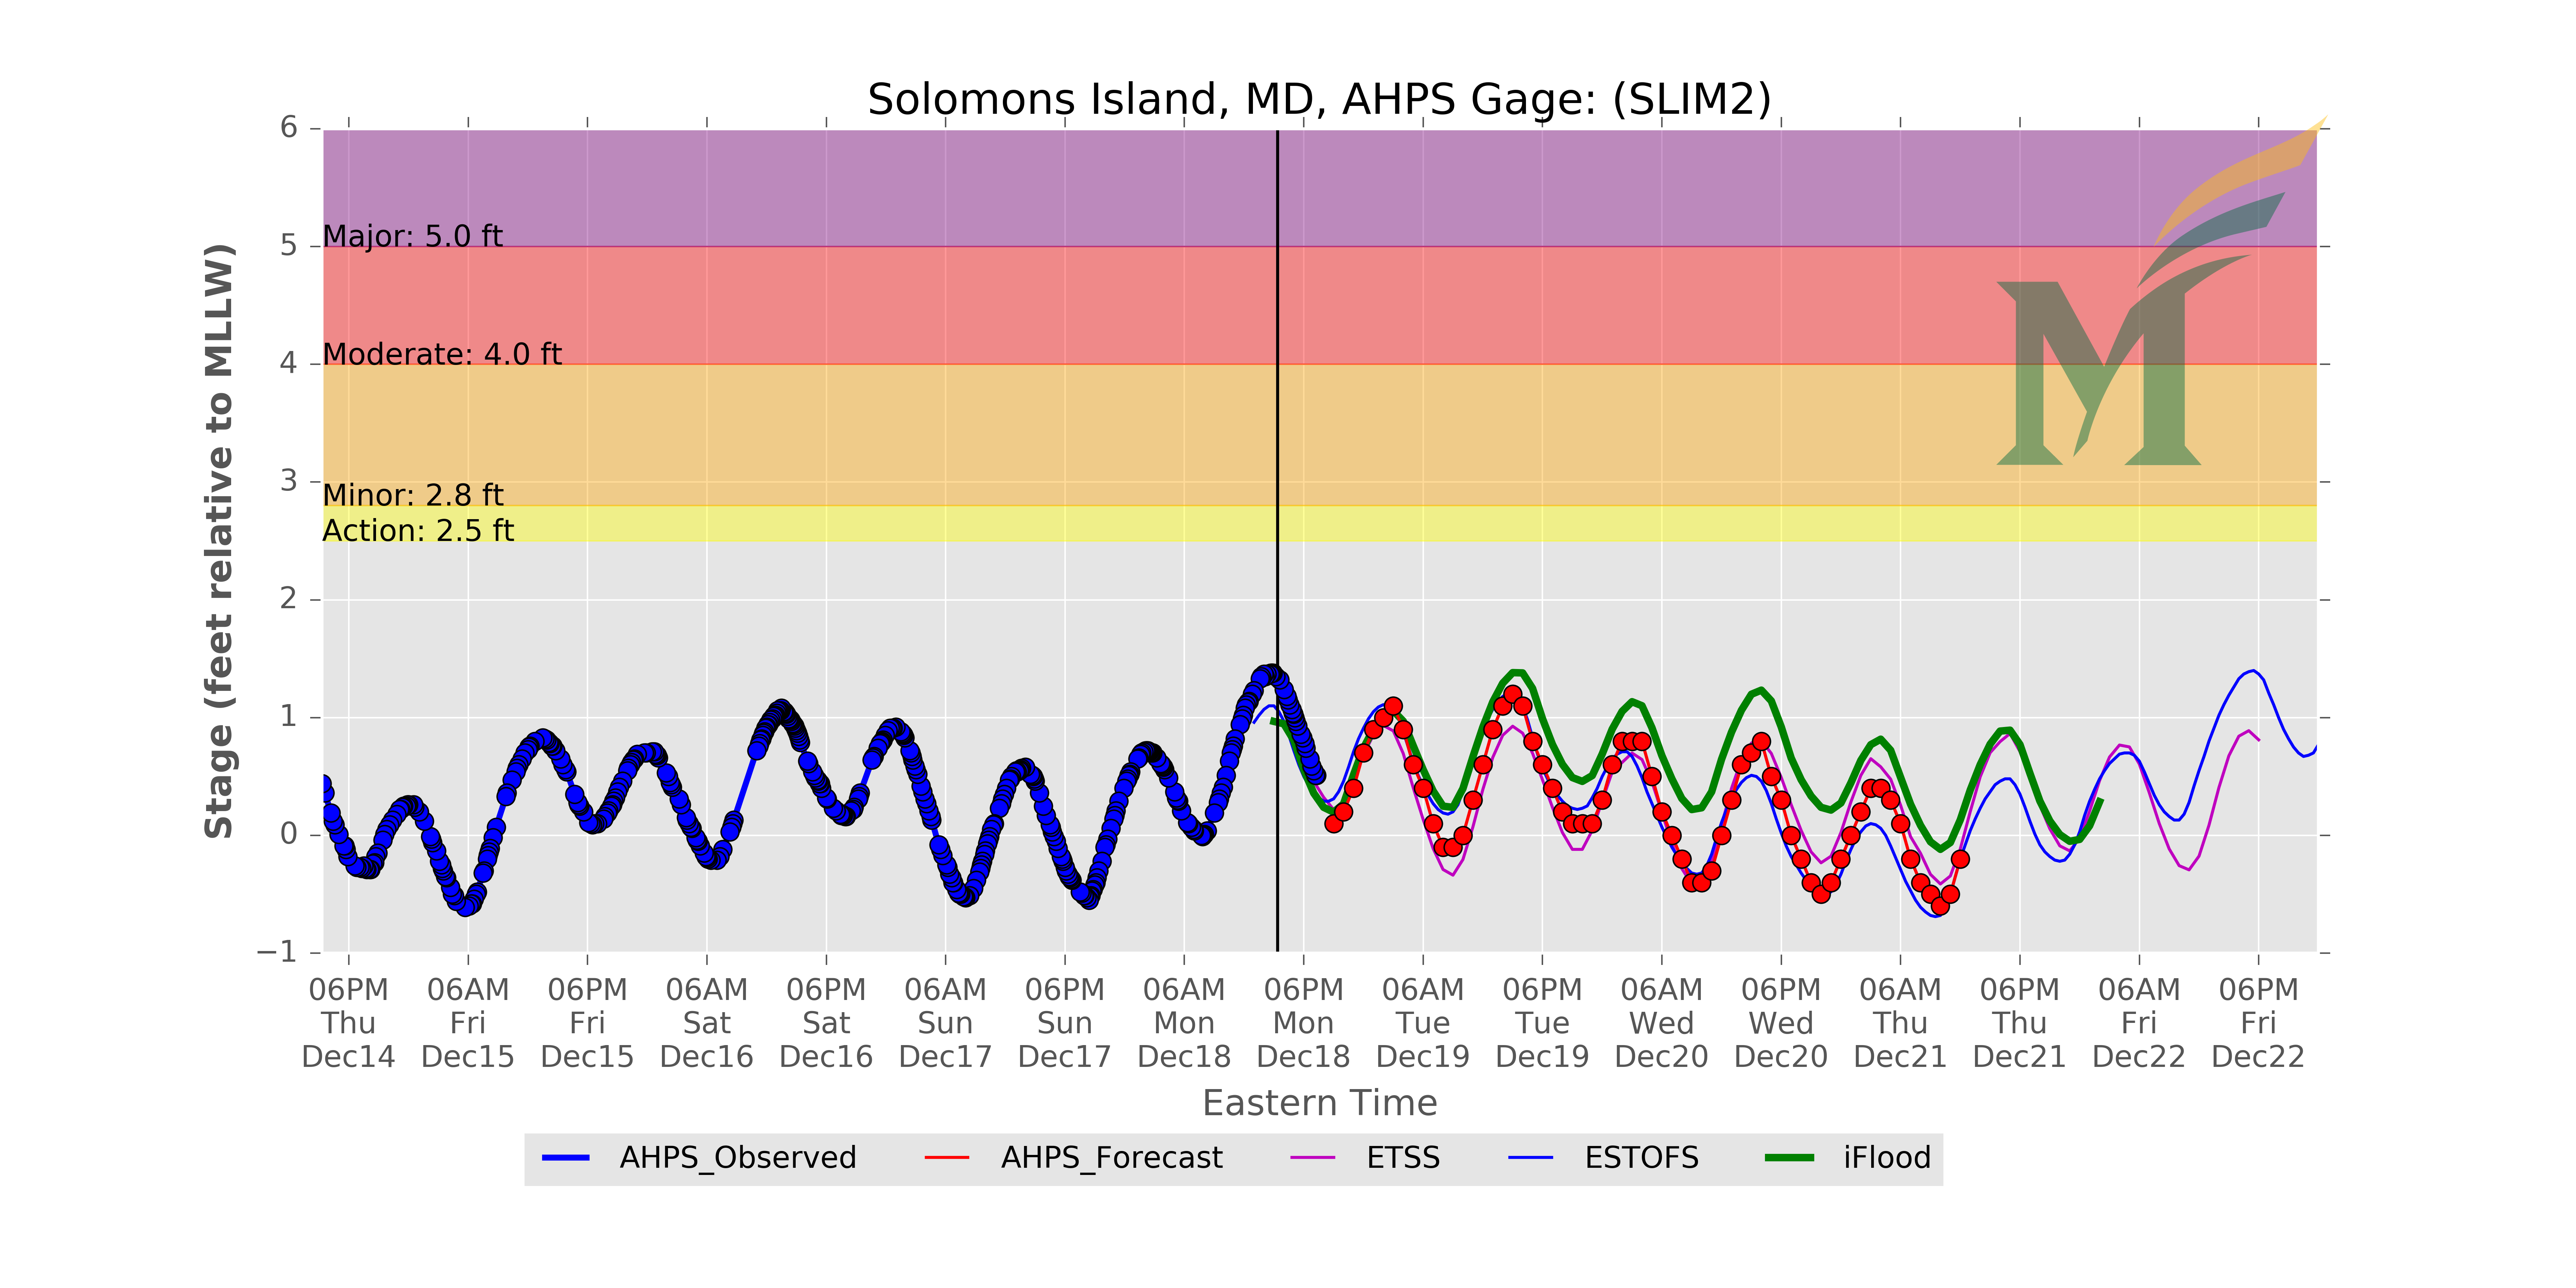 Solomons Island, MD, AHPS Gage: (SLIM2)
6
5
4
3
2
1
0
−1
Stage (feet relative to MLLW)
Major: 5.0 ft
Moderate: 4.0 ft
Minor: 2.8 ft
Action: 2.5 ft
M
06PM 06AM 06PM 06AM 06PM 06AM 06PM 06AM 06PM 06AM 06PM 06AM 06PM 06AM 06PM 06AM 06PM
Thu Fri Fri Sat Sat Sun Sun Mon Mon Tue Tue Wed Wed Thu Thu Fri Fri
Dec14 Dec15 Dec15 Dec16 Dec16 Dec17 Dec17 Dec18 Dec18 Dec19 Dec19 Dec20 Dec20 Dec21 Dec21 Dec22 Dec22
Eastern Time
AHPS_Observed AHPS_Forecast ETSS ESTOFS iFlood